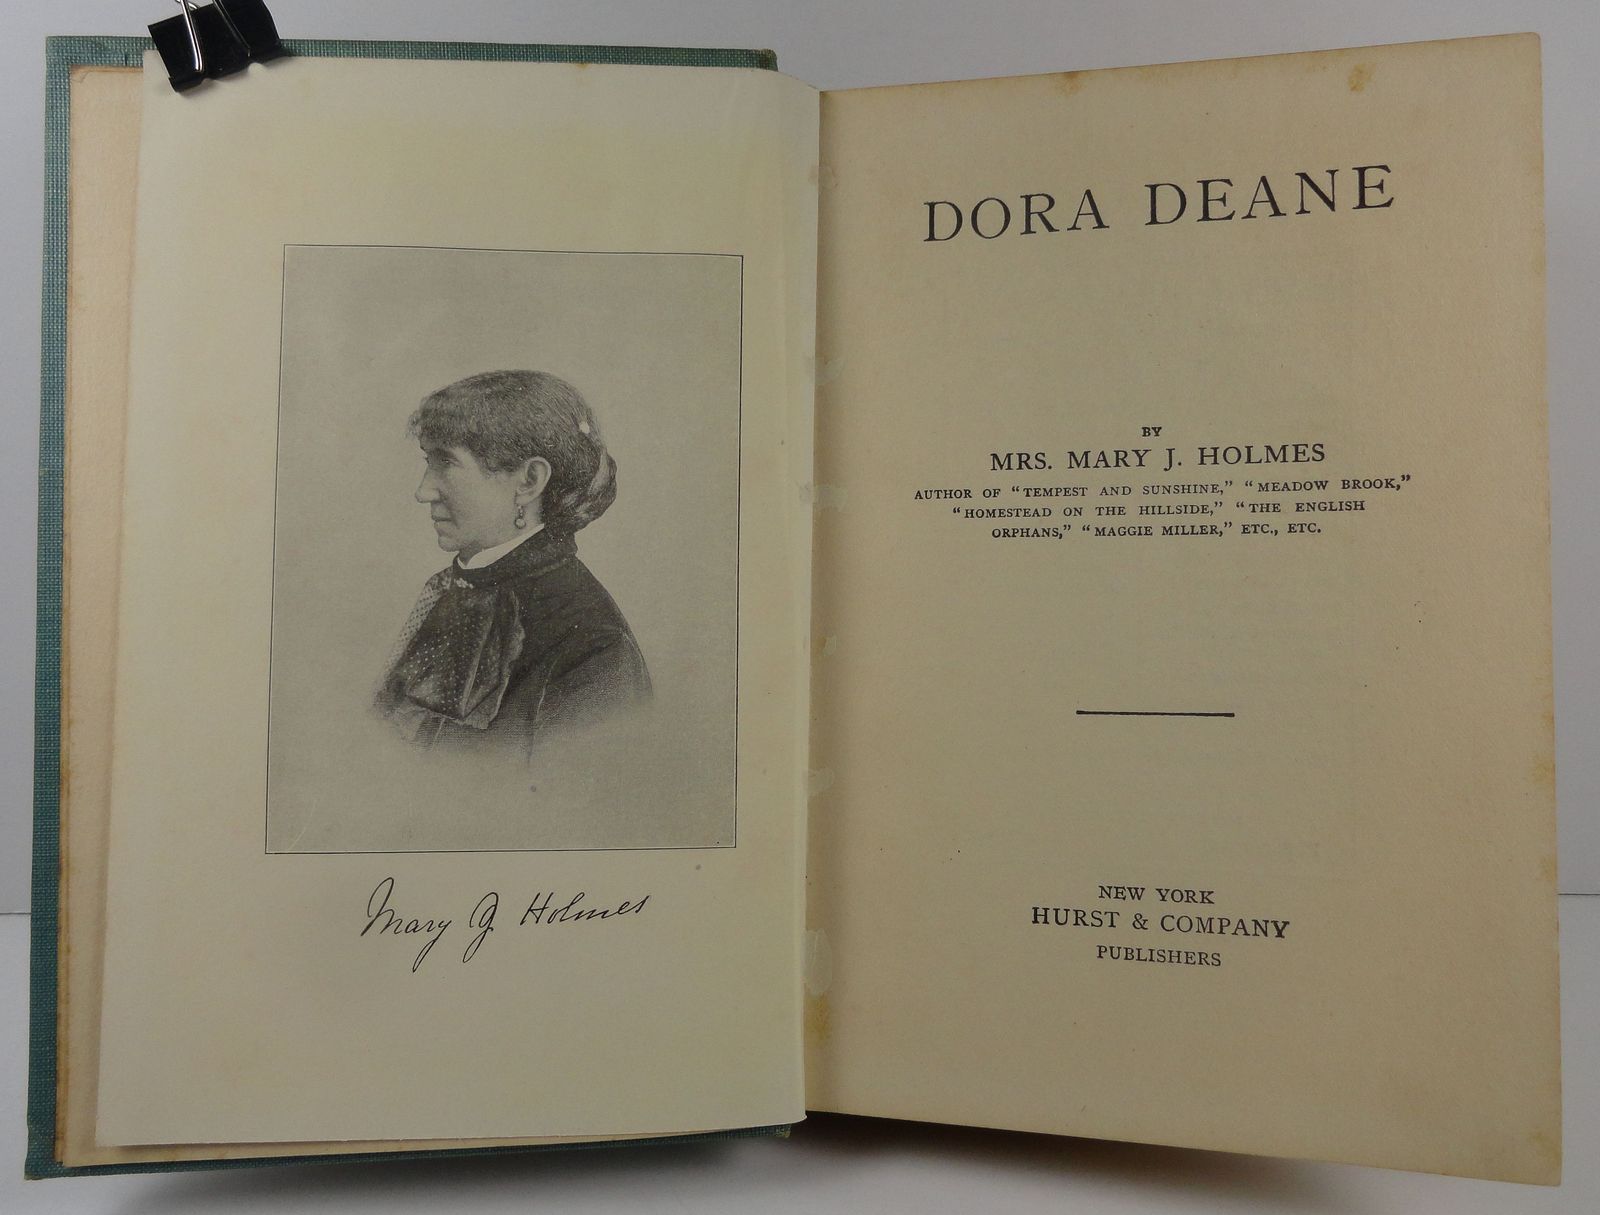 Mary J Holmes
DORA DEANE
BY
MRS. MARY J. HOLMES
AUTHOR OF "TEMPEST AND SUNSHINE," "MEADOW BROOK,"
"HOMESTEAD ON THE HILLSIDE," "THE ENGLISH
ORPHANS," "MAGGIE MILLER," ETC., ETC.
NEW YORK
HURST & COMPANY
PUBLISHERS